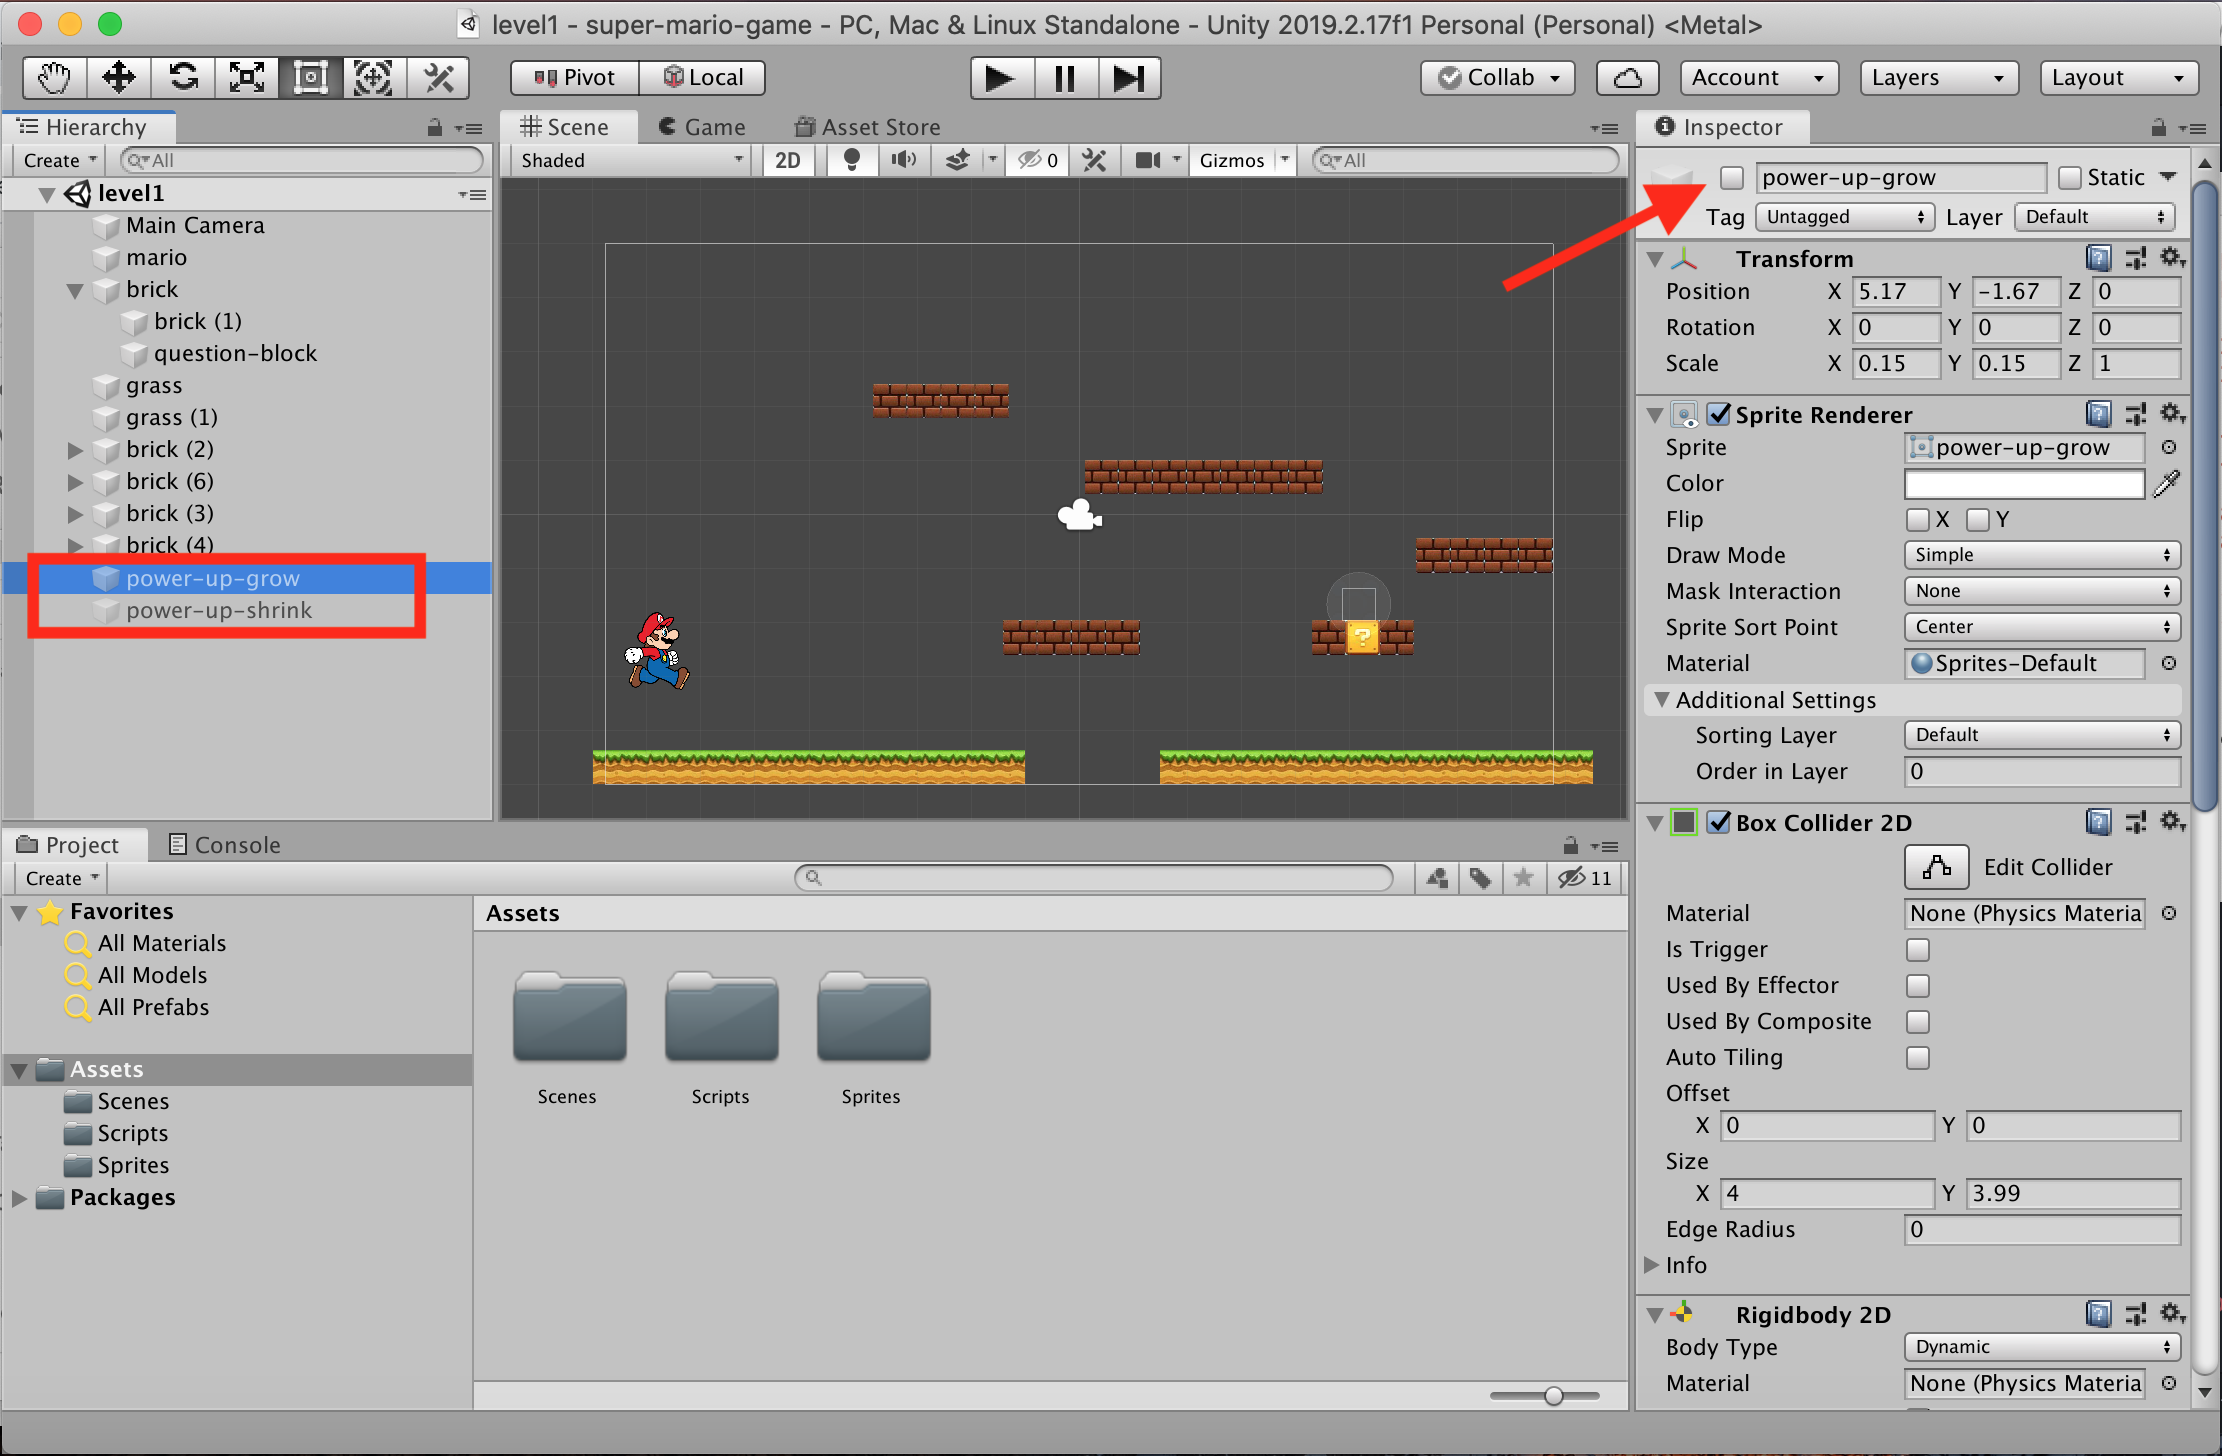 level1 - super-mario-game - PC, Mac & Linux Standalone - Unity 2019.2.17f1 Personal (Personal) <Metal>
Pivot Local Collab Account Layers Layout
Hierarchy
Create All
level1
Main Camera
mario
brick
brick (1)
question-block
grass
grass (1)
brick (2)
brick (6)
brick (3)
brick (4)
power-up-grow
power-up-shrink
Scene Game Asset Store
Shaded 2D 0 Gizmos All
?
Inspector
power-up-grow Static
Tag Untagged Layer Default
Transform
Position X 5.17 Y -1.67 Z 0
Rotation X 0 Y 0 Z 0
Scale X 0.15 Y 0.15 Z 1
Sprite Renderer
Sprite power-up-grow
Color
Flip X Y
Draw Mode Simple
Mask Interaction None
Sprite Sort Point Center
Material Sprites-Default
Additional Settings
Sorting Layer Default
Order in Layer 0
Box Collider 2D
Edit Collider
Material None (Physics Materia
Is Trigger
Used By Effector
Used By Composite
Auto Tiling
Offset
X 0 Y 0
Size
X 4 Y 3.99
Edge Radius 0
Info
Rigidbody 2D
Body Type Dynamic
Material None (Physics Materia
Project Console
Create 11
Favorites
All Materials
All Models
All Prefabs
Assets
Scenes
Scripts
Sprites
Packages
Assets
Scenes Scripts Sprites